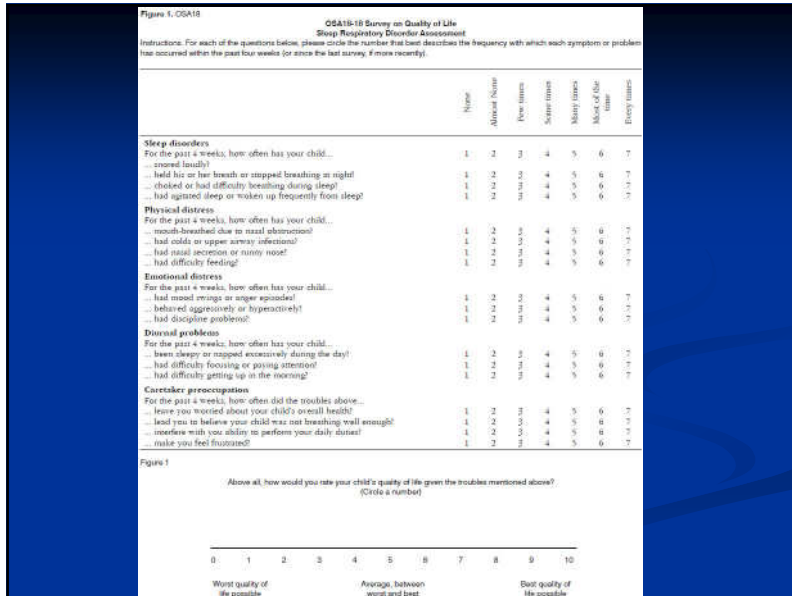 Figure 1. OSA18
OSA18-18 Survey on Quality of Life
Sleep Respiratory Disorder Assessment
Instructions. For each of the questions below, please circle the number that best describes the frequency with which each symptom or problem
has occurred within the past four weeks (or since the last survey, if more recently).
None
Almost None
Few times
Some times
Many times
Most of the
time
Every times
Sleep disorders
For the past 4 weeks, how often has your child... 1 2 3 4 5 6 7
... snored loudly?
... held his or her breath or stopped breathing at night? 1 2 3 4 5 6 7
... choked or had difficulty breathing during sleep? 1 2 3 4 5 6 7
... had agitated sleep or woken up frequently from sleep? 1 2 3 4 5 6 7
Physical distress
For the past 4 weeks, how often has your child...
... mouth-breathed due to nasal obstruction? 1 2 3 4 5 6 7
... had colds or upper airway infections? 1 2 3 4 5 6 7
... had nasal secretion or runny nose? 1 2 3 4 5 6 7
... had difficulty feeding? 1 2 3 4 5 6 7
Emotional distress
For the past 4 weeks, how often has your child...
... had mood swings or anger episodes? 1 2 3 4 5 6 7
... behaved aggressively or hyperactively? 1 2 3 4 5 6 7
... had discipline problems? 1 2 3 4 5 6 7
Diurnal problems
For the past 4 weeks, how often has your child...
... been sleepy or napped excessively during the day? 1 2 3 4 5 6 7
... had difficulty focusing or paying attention? 1 2 3 4 5 6 7
... had difficulty getting up in the morning? 1 2 3 4 5 6 7
Caretaker preoccupation
For the past 4 weeks, how often did the troubles above...
... leave you worried about your child's overall health? 1 2 3 4 5 6 7
... lead you to believe your child was not breathing well enough? 1 2 3 4 5 6 7
... interfere with you ability to perform your daily duties? 1 2 3 4 5 6 7
... make you feel frustrated? 1 2 3 4 5 6 7
Figure 1
Above all, how would you rate your child's quality of life given the troubles mentioned above?
(Circle a number)
0 1 2 3 4 5 6 7 8 9 10
Worst quality of Average, between Best quality of
life possible worst and best life possible